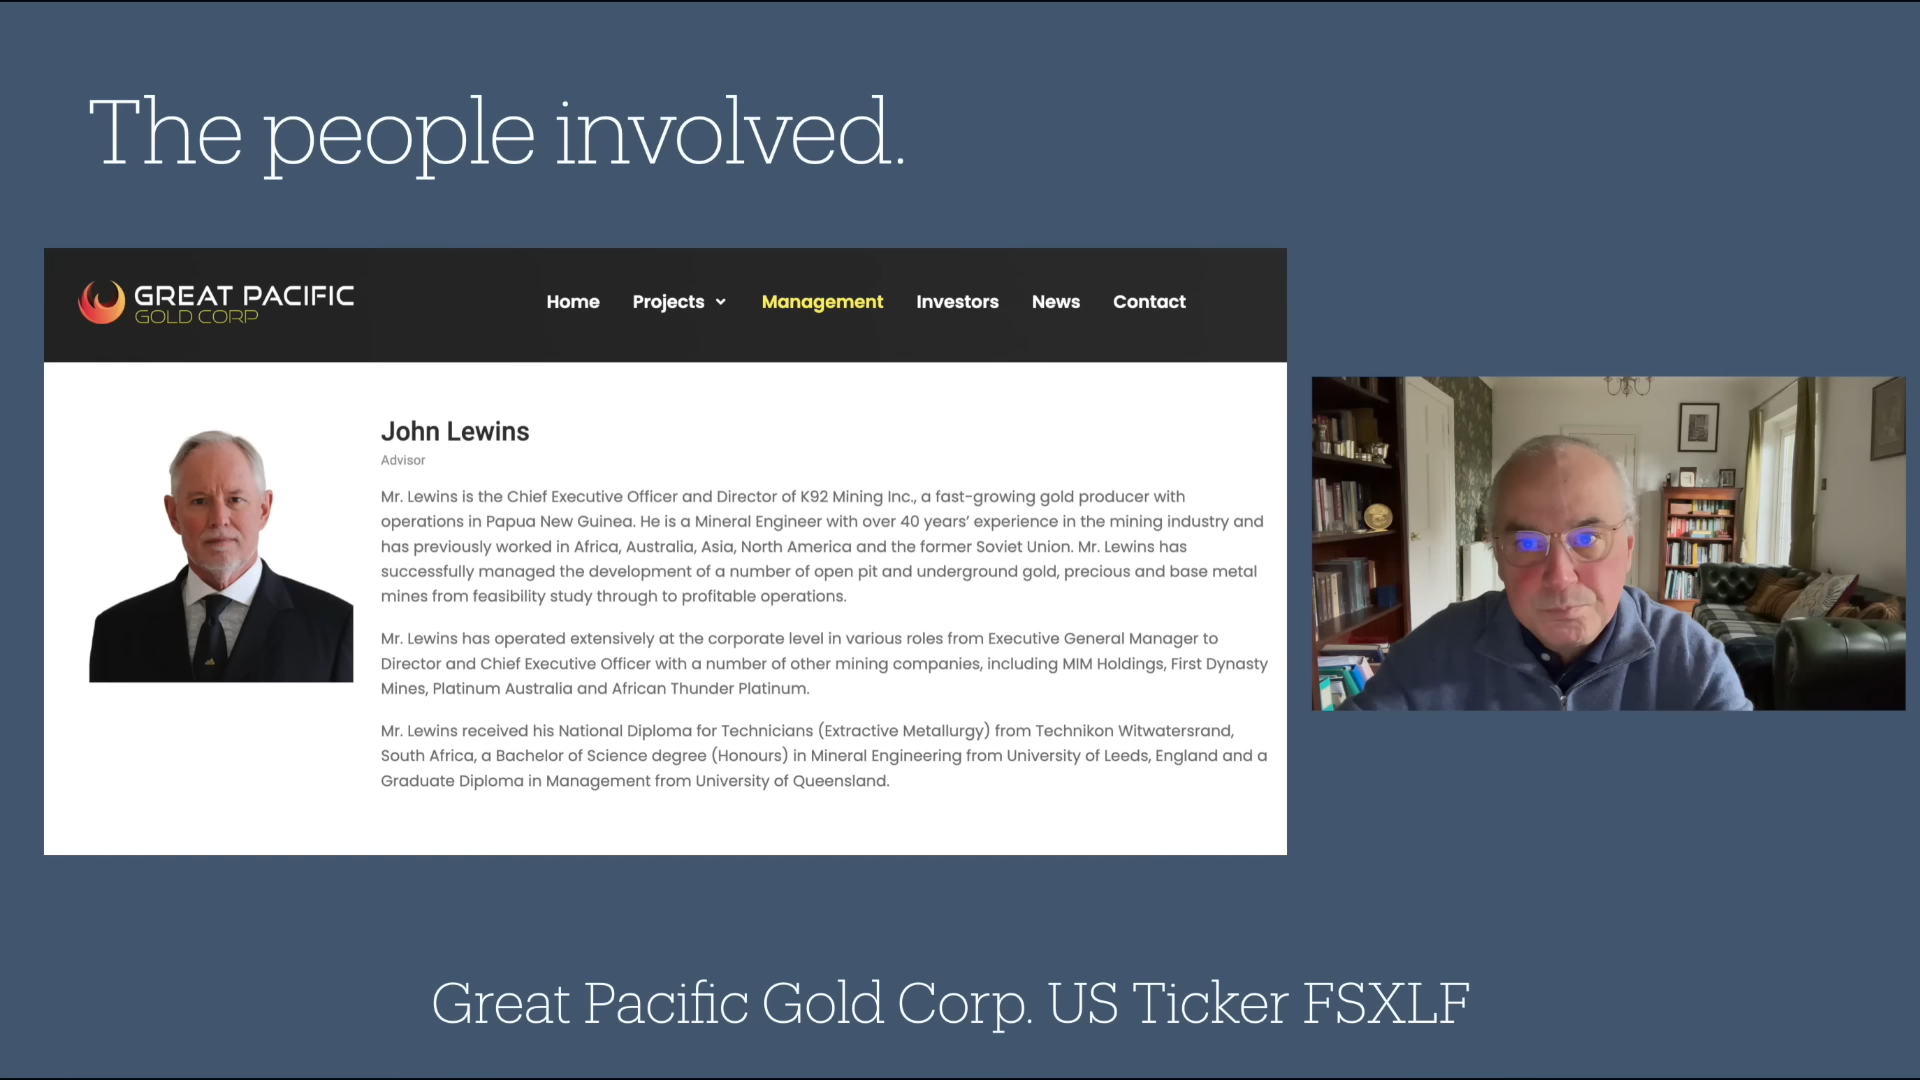 The people involved.
GREAT PACIFIC
GOLD CORP
Home Projects Management Investors News Contact
John Lewins
Advisor
Mr. Lewins is the Chief Executive Officer and Director of K92 Mining Inc., a fast-growing gold producer with
operations in Papua New Guinea. He is a Mineral Engineer with over 40 years’ experience in the mining industry and
has previously worked in Africa, Australia, Asia, North America and the former Soviet Union. Mr. Lewins has
successfully managed the development of a number of open pit and underground gold, precious and base metal
mines from feasibility study through to profitable operations.
Mr. Lewins has operated extensively at the corporate level in various roles from Executive General Manager to
Director and Chief Executive Officer with a number of other mining companies, including MIM Holdings, First Dynasty
Mines, Platinum Australia and African Thunder Platinum.
Mr. Lewins received his National Diploma for Technicians (Extractive Metallurgy) from Technikon Witwatersrand,
South Africa, a Bachelor of Science degree (Honours) in Mineral Engineering from University of Leeds, England and a
Graduate Diploma in Management from University of Queensland.
Great Pacific Gold Corp. US Ticker FSXLF